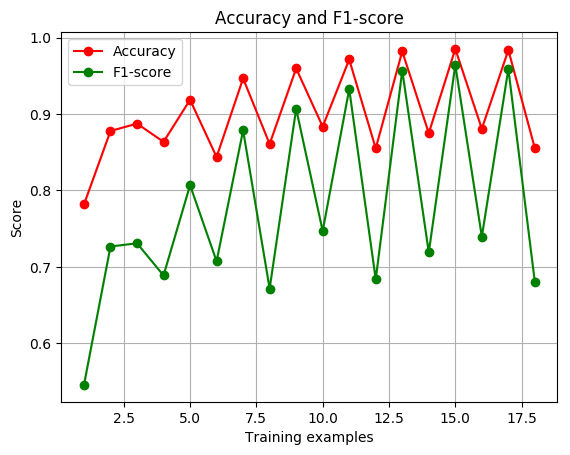 Accuracy and F1-score
Accuracy
F1-score
1.0
0.9
0.8
0.7
0.6
Score
2.5 5.0 7.5 10.0 12.5 15.0 17.5
Training examples